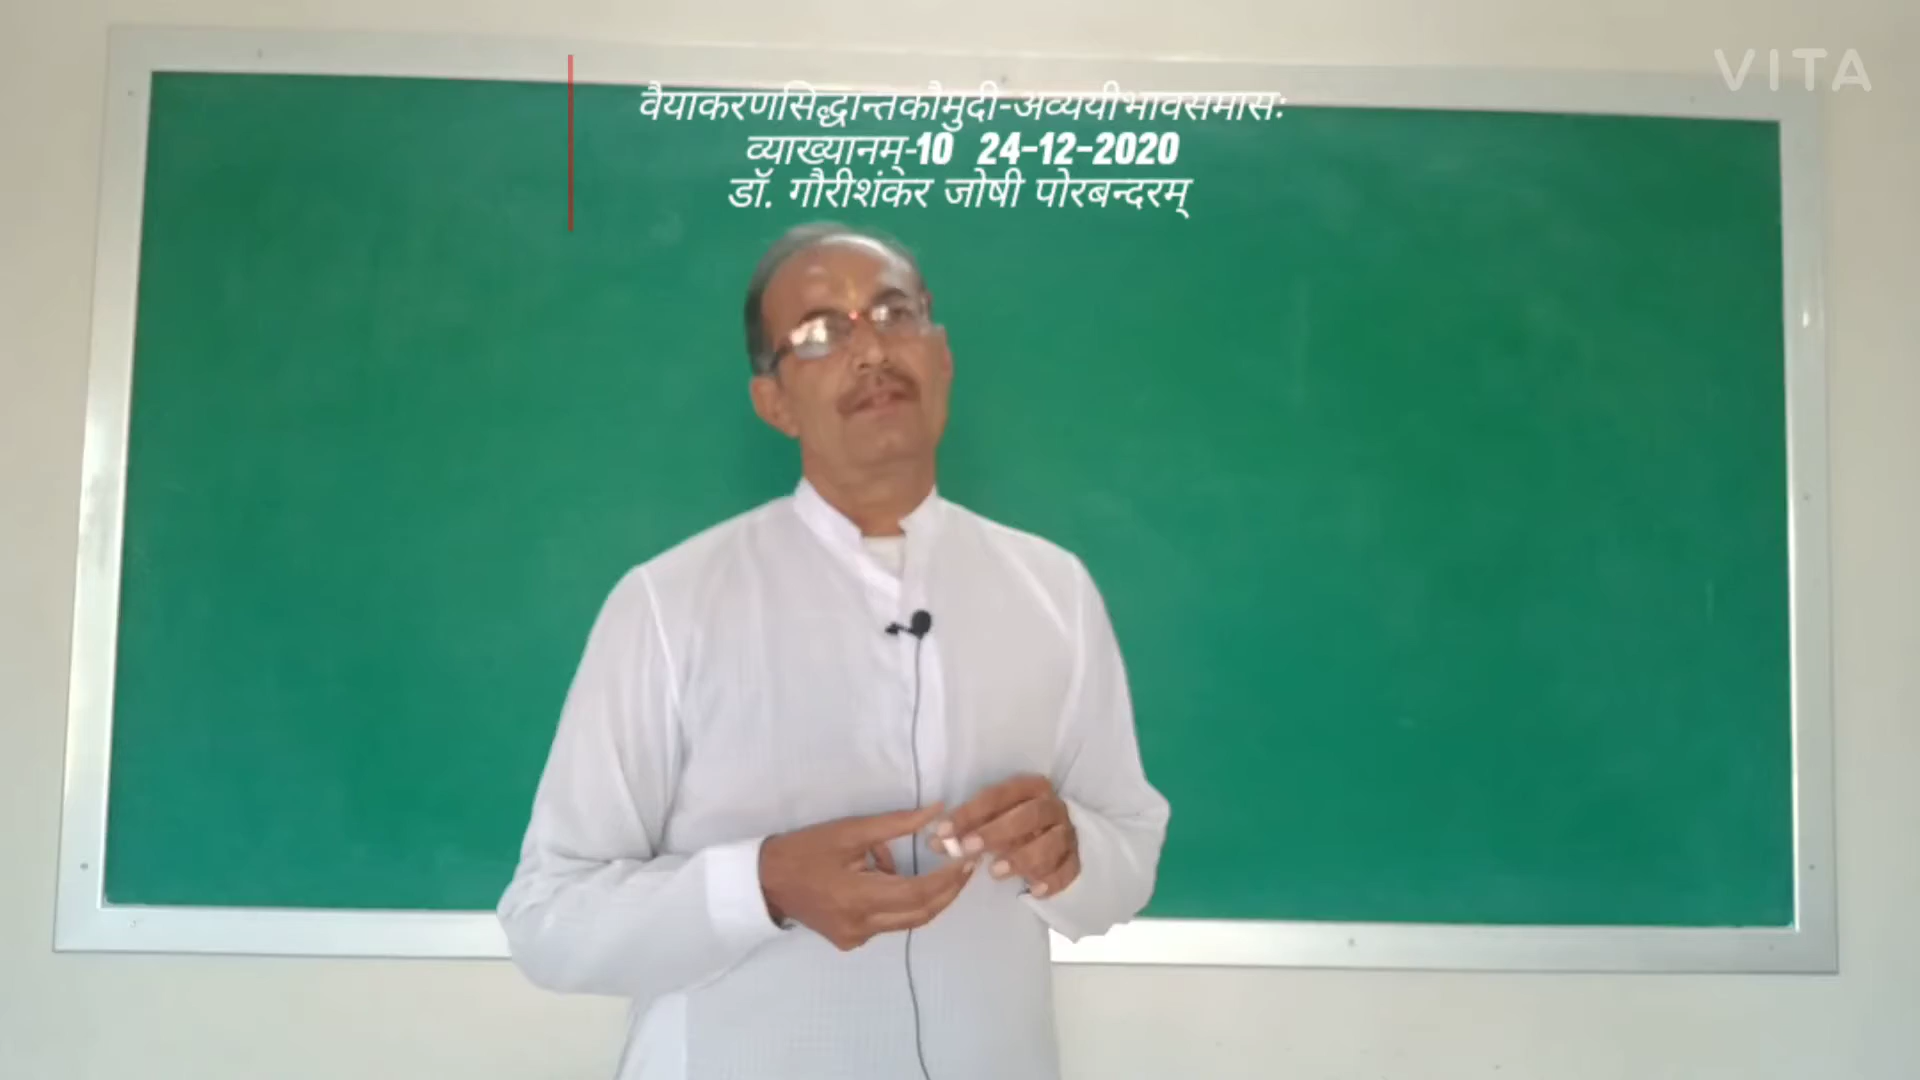 VITA
वैयाकरणसिद्धान्तकौमुदी-अव्ययीभावसमासः
व्याख्यानम्-10 24-12-2020
डॉ. गौरीशंकर जोषी पोरबन्दरम्